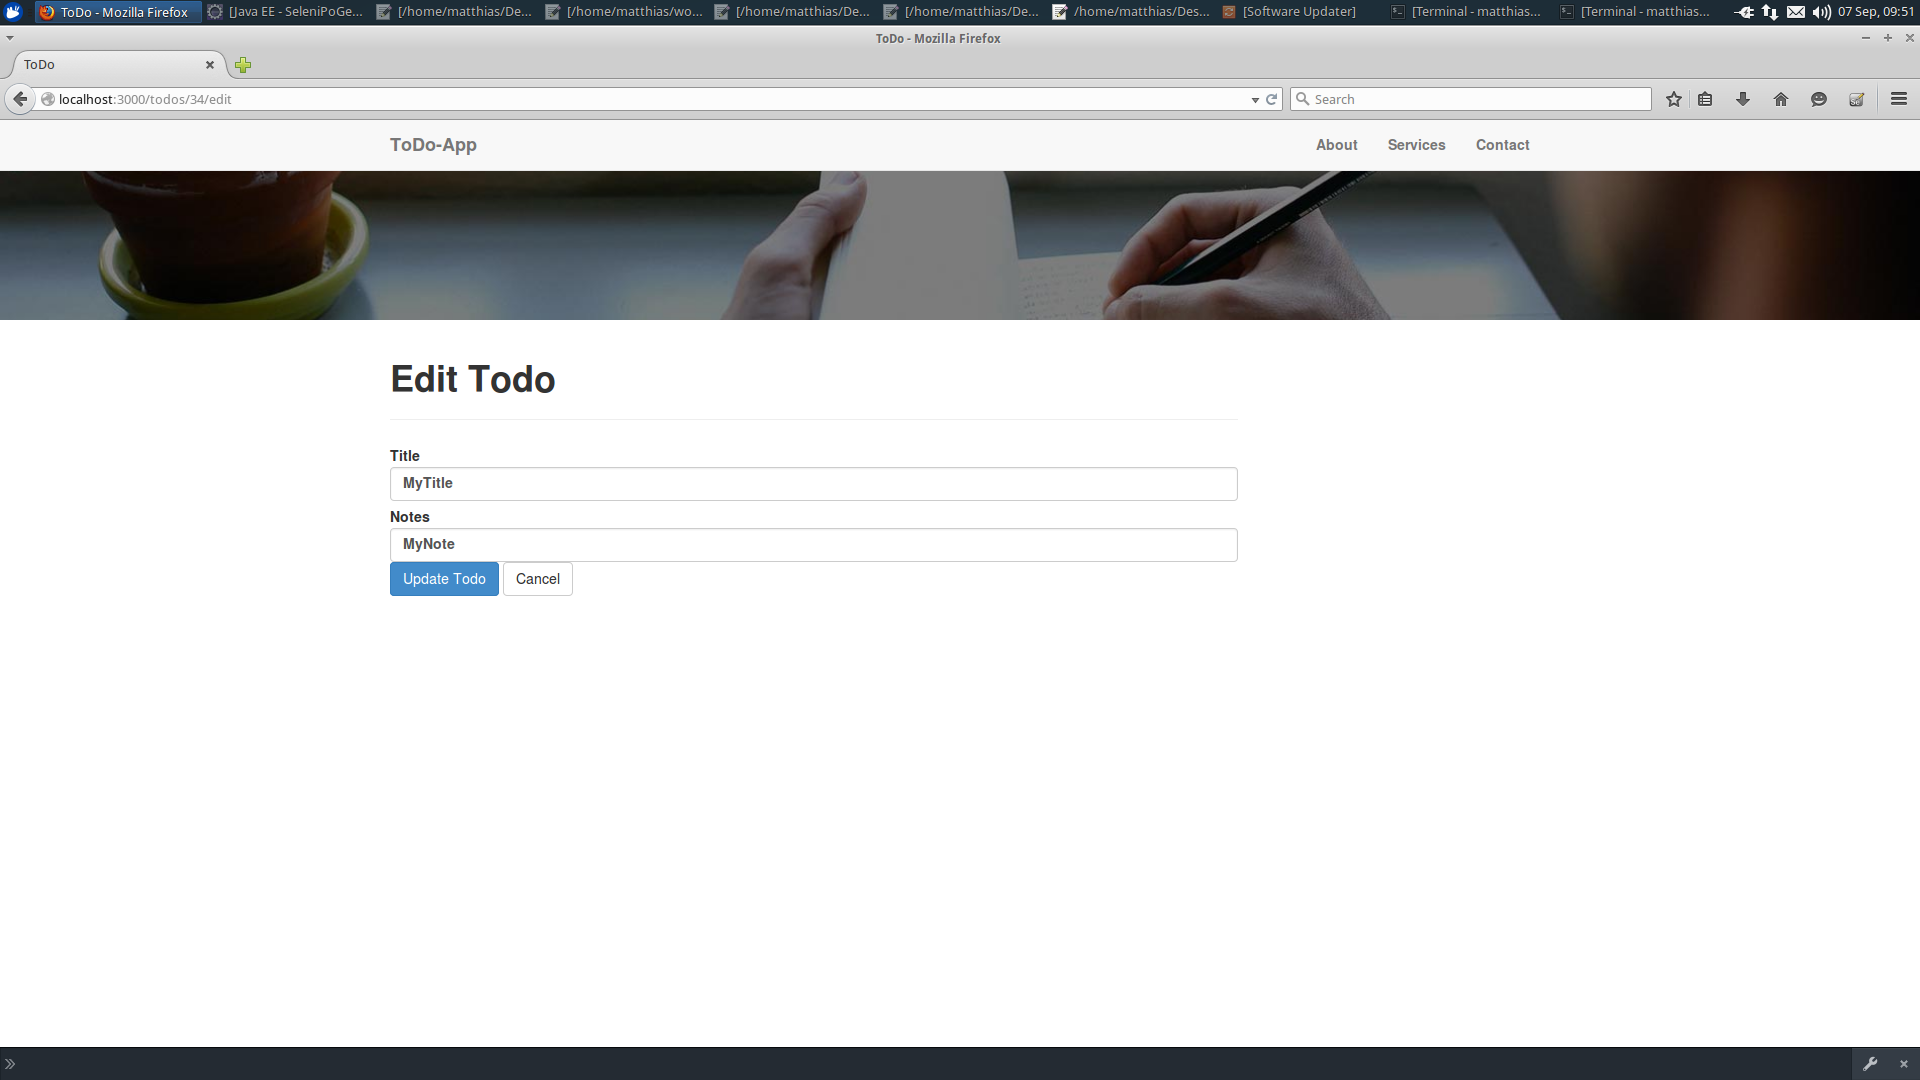 ToDo - Mozilla Firefox
[Java EE - SeleniPoGe...
[/home/matthias/De...
[/home/matthias/wo...
[/home/matthias/De...
[/home/matthias/De...
/home/matthias/Des...
[Software Updater]
[Terminal - matthias...
[Terminal - matthias...
07 Sep, 09:51
ToDo - Mozilla Firefox
ToDo
localhost:3000/todos/34/edit
Search
ToDo-App
About
Services
Contact
Edit Todo
Title
MyTitle
Notes
MyNote
Update Todo
Cancel